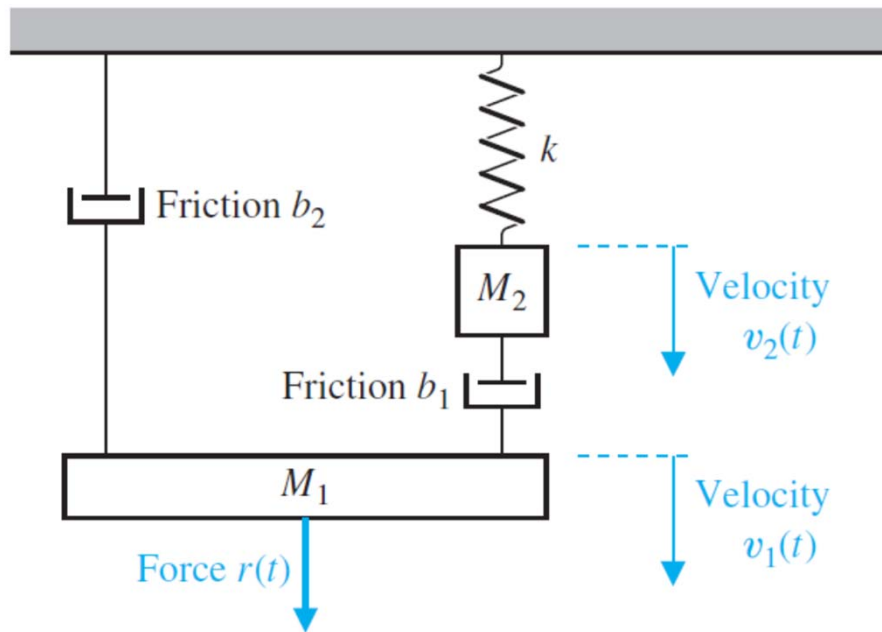 k
Friction b₂
M₂
Velocity
v₂(t)
Friction b₁
M₁
Velocity
v₁(t)
Force r(t)